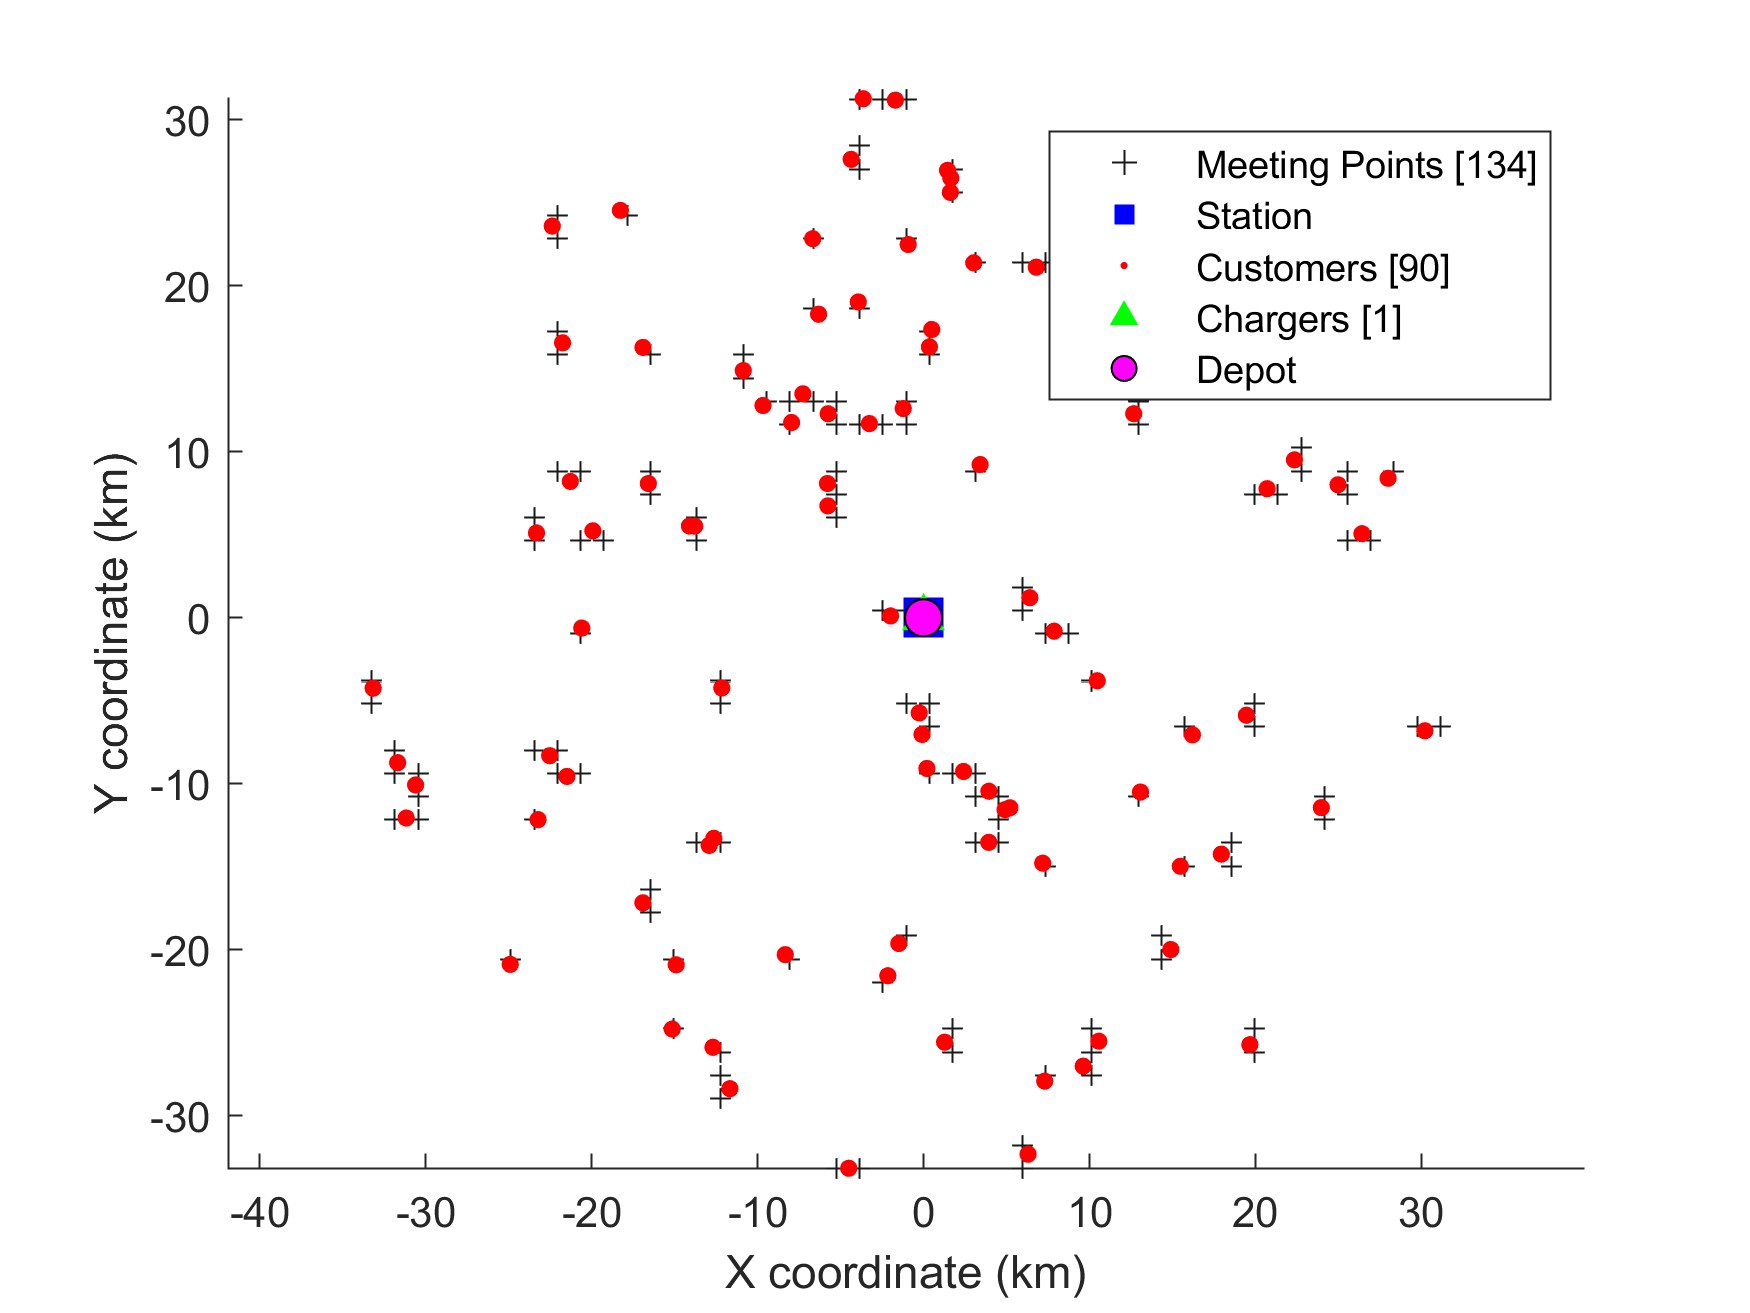 30
20
10
0
-10
-20
-30
Y coordinate (km)
Meeting Points [134]
Station
Customers [90]
Chargers [1]
Depot
-40 -30 -20 -10 0 10 20 30
X coordinate (km)